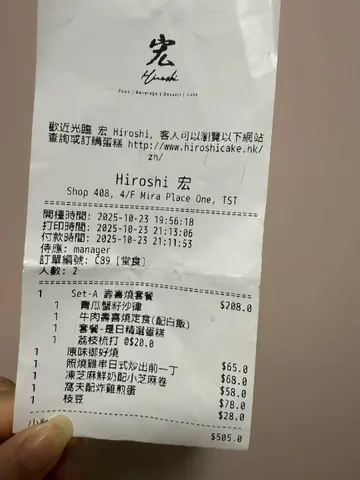 宏
Hiroshi
Food | Beverage | Dessert | CAKE
歡近光臨 宏 Hiroshi, 客人可以瀏覽以下網站
查詢或訂購蛋糕 http://www.hiroshicake.hk/
zh/
Hiroshi 宏
Shop 408, 4/F Mira Place One, TST
開檯時間: 2025-10-23 19:56:18
打印時間: 2025-10-23 21:13:06
付款時間: 2025-10-23 21:11:53
侍應: manager
訂單編號: C89 [堂食]
人數: 2
1 Set-A 壽喜燒套餐 $208.0
1 青瓜蟹籽沙律
1 牛肉壽喜燒定食(配白飯)
1 套餐-是日精選蛋糕
1 荔枝梳打 @$20.0
1 原味御好燒 $65.0
1 照燒雞串日式炒出前一丁 $68.0
1 凍芝麻鮮奶配小芝麻卷 $58.0
1 窩夫配炸雞煎蛋 $78.0
1 枝豆 $28.0
$505.0